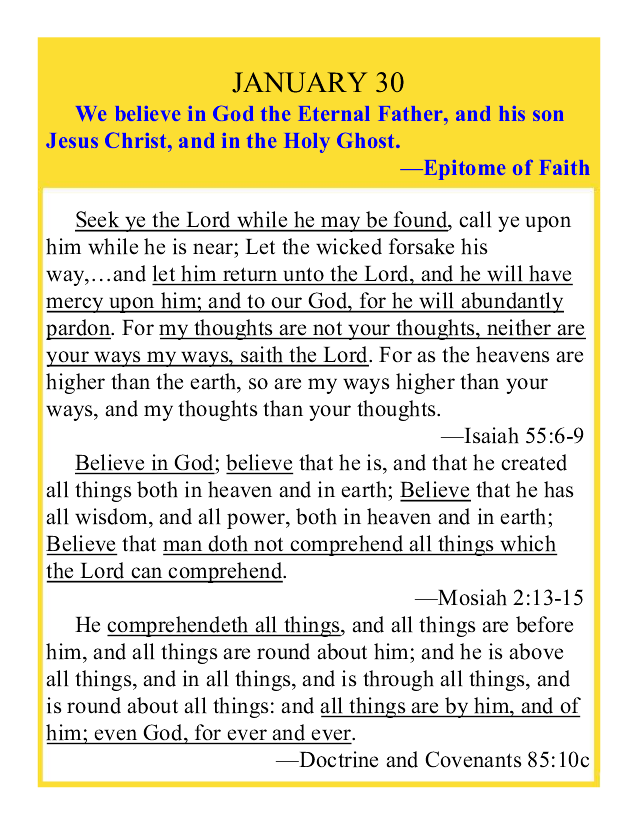 JANUARY 30
We believe in God the Eternal Father, and his son
Jesus Christ, and in the Holy Ghost.
—Epitome of Faith
Seek ye the Lord while he may be found, call ye upon
him while he is near; Let the wicked forsake his
way,…and let him return unto the Lord, and he will have
mercy upon him; and to our God, for he will abundantly
pardon. For my thoughts are not your thoughts, neither are
your ways my ways, saith the Lord. For as the heavens are
higher than the earth, so are my ways higher than your
ways, and my thoughts than your thoughts.
—Isaiah 55:6-9
Believe in God; believe that he is, and that he created
all things both in heaven and in earth; Believe that he has
all wisdom, and all power, both in heaven and in earth;
Believe that man doth not comprehend all things which
the Lord can comprehend.
—Mosiah 2:13-15
He comprehendeth all things, and all things are before
him, and all things are round about him; and he is above
all things, and in all things, and is through all things, and
is round about all things: and all things are by him, and of
him; even God, for ever and ever.
—Doctrine and Covenants 85:10c